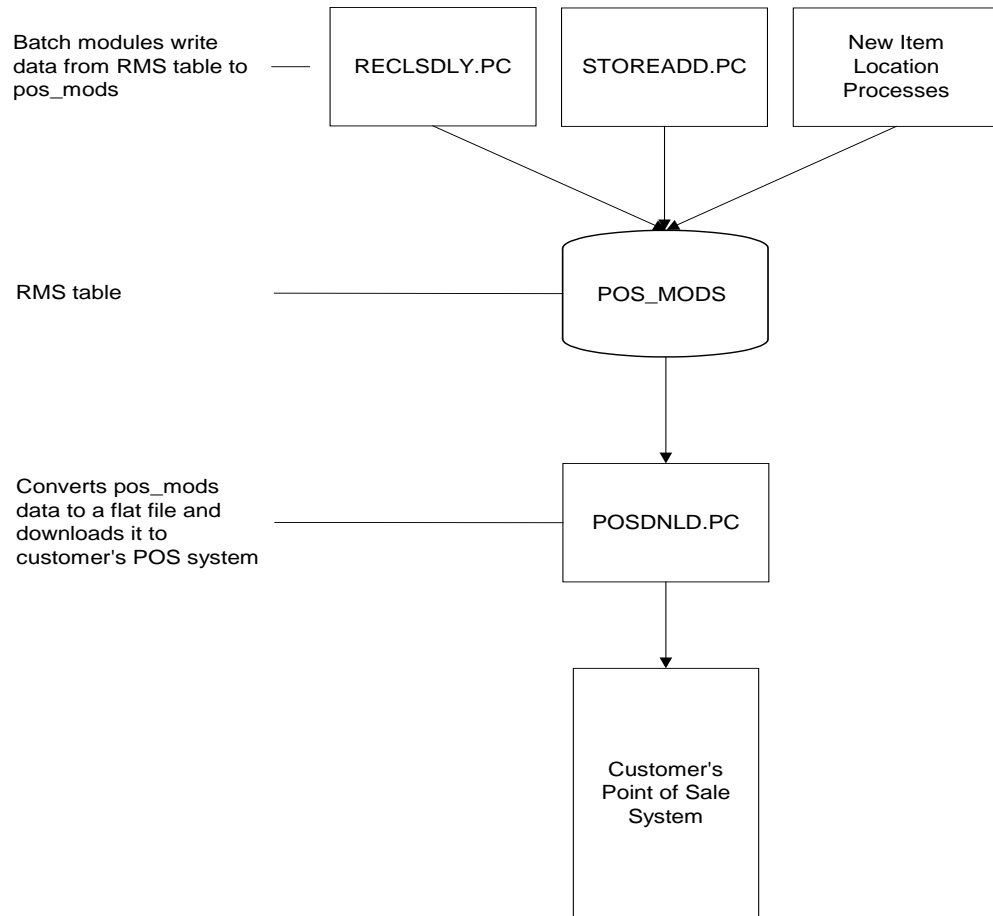 Batch modules write
data from RMS table to
pos_mods
RECLSDLY.PC
STOREADD.PC
New Item
Location
Processes
RMS table
POS_MODS
Converts pos_mods
data to a flat file and
downloads it to
customer's POS system
POSDNLD.PC
Customer's
Point of Sale
System